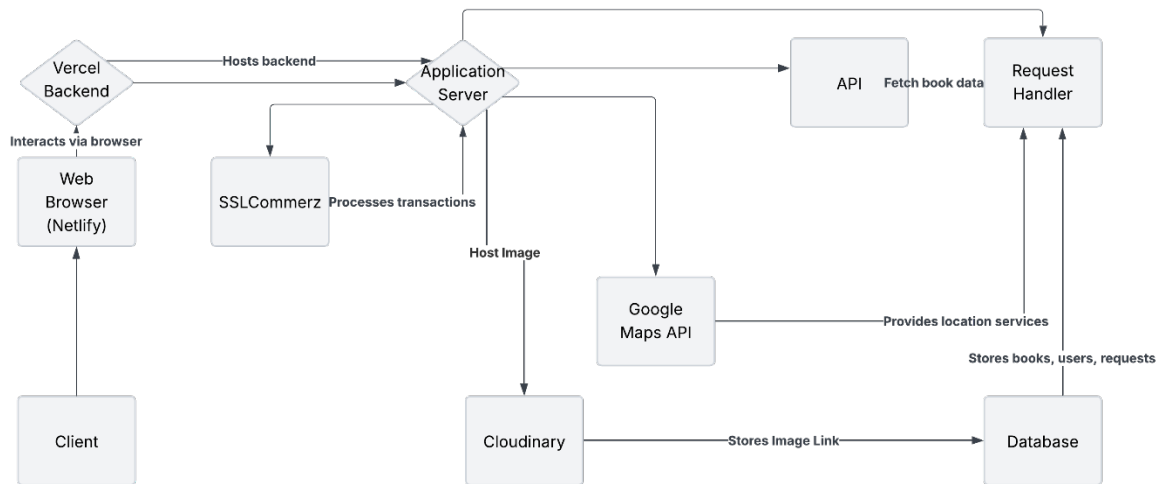 Vercel
Backend
Hosts backend
Application
Server
API
Fetch book data
Request
Handler
Interacts via browser
Web
Browser
(Netlify)
SSLCommerz
Processes transactions
Host Image
Google
Maps API
Provides location services
Stores books, users, requests
Client
Cloudinary
Stores Image Link
Database